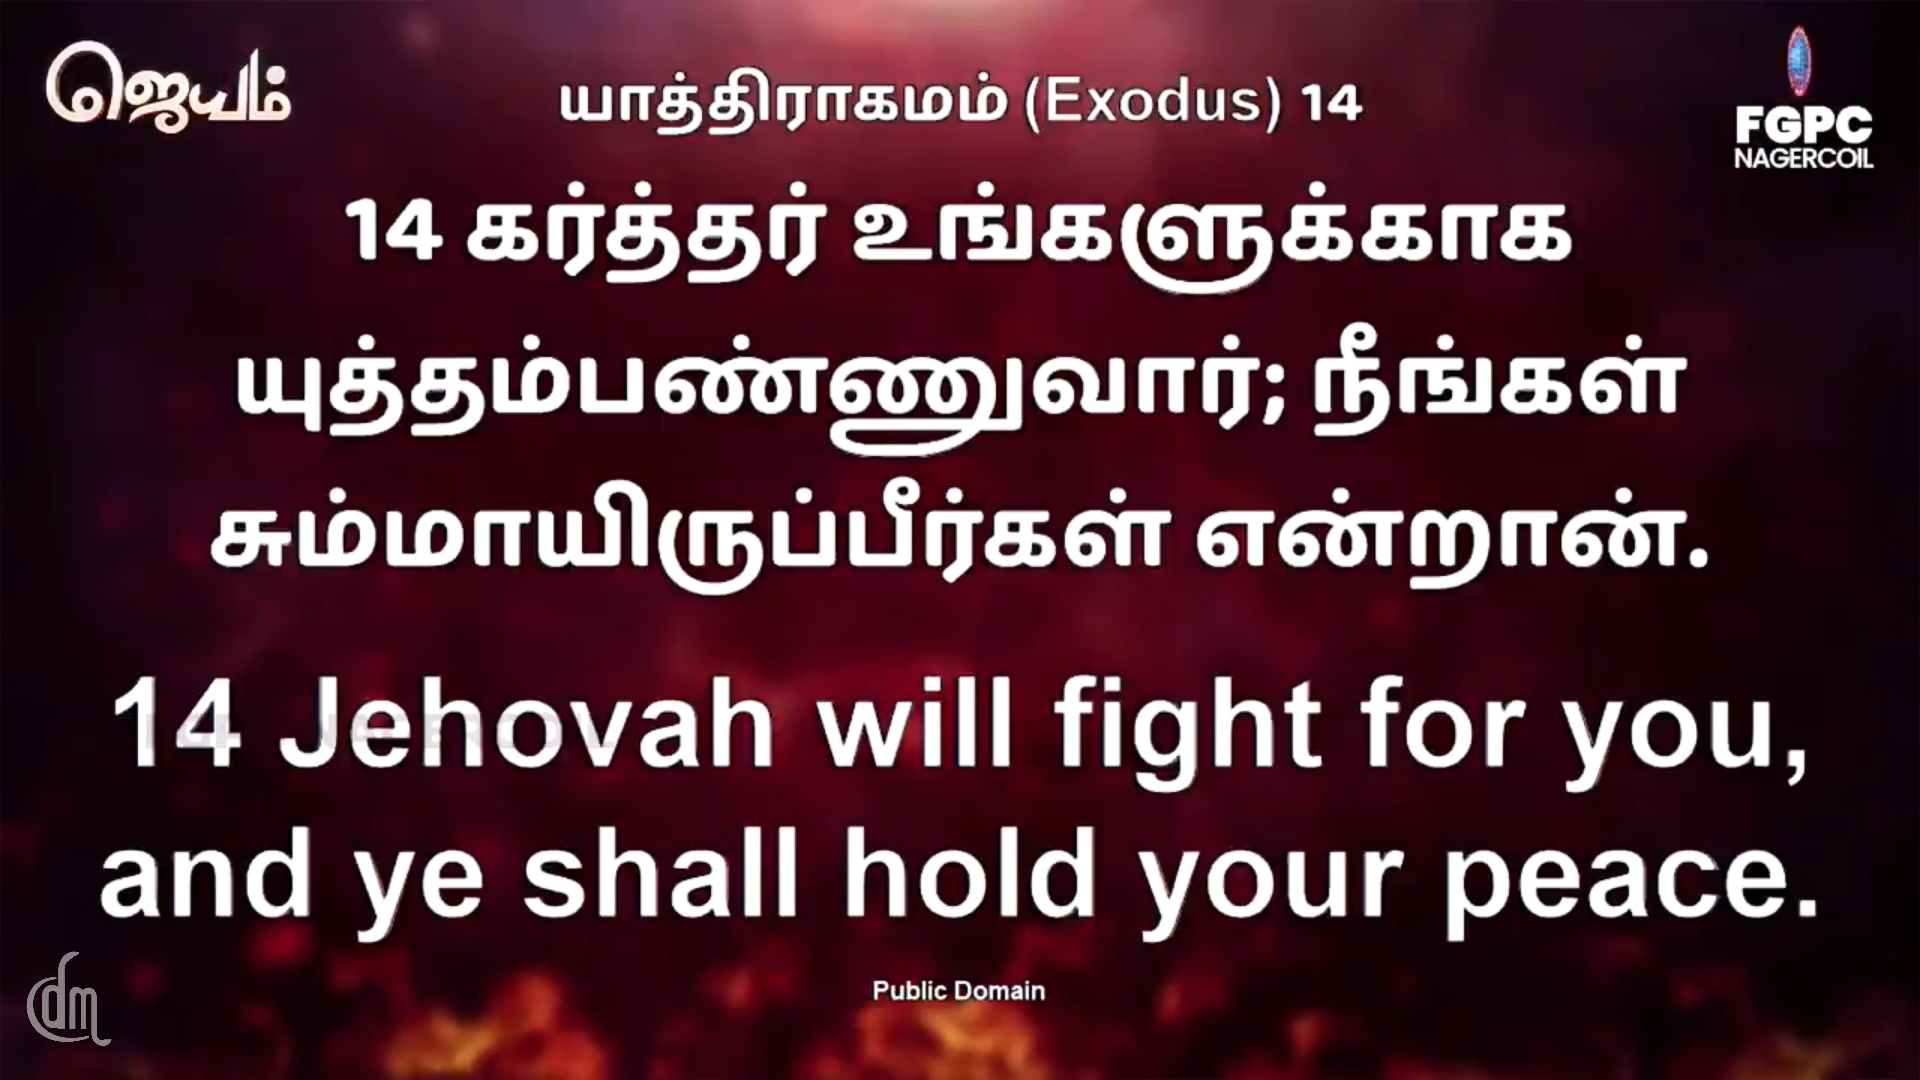 ஜெயம்
யாத்திராகமம் (Exodus) 14
FGPC
NAGERCOIL
14 கர்த்தர் உங்களுக்காக
யுத்தம்பண்ணுவார்; நீங்கள்
சும்மாயிருப்பீர்கள் என்றான்.
14 Jehovah will fight for you,
and ye shall hold your peace.
dm
Public Domain